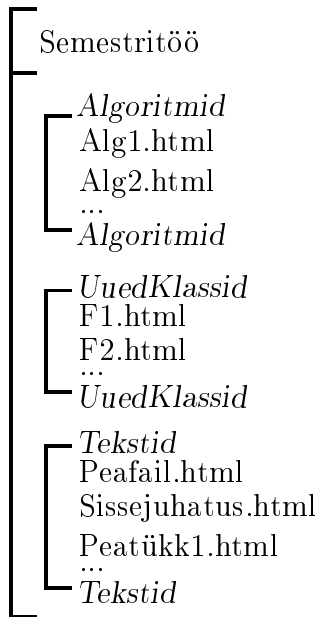 Semestritöö
Algoritmid
Alg1.html
Alg2.html
...
Algoritmid
UuedKlassid
F1.html
F2.html
...
UuedKlassid
Tekstid
Peafail.html
Sissejuhatus.html
Peatükk1.html
...
Tekstid